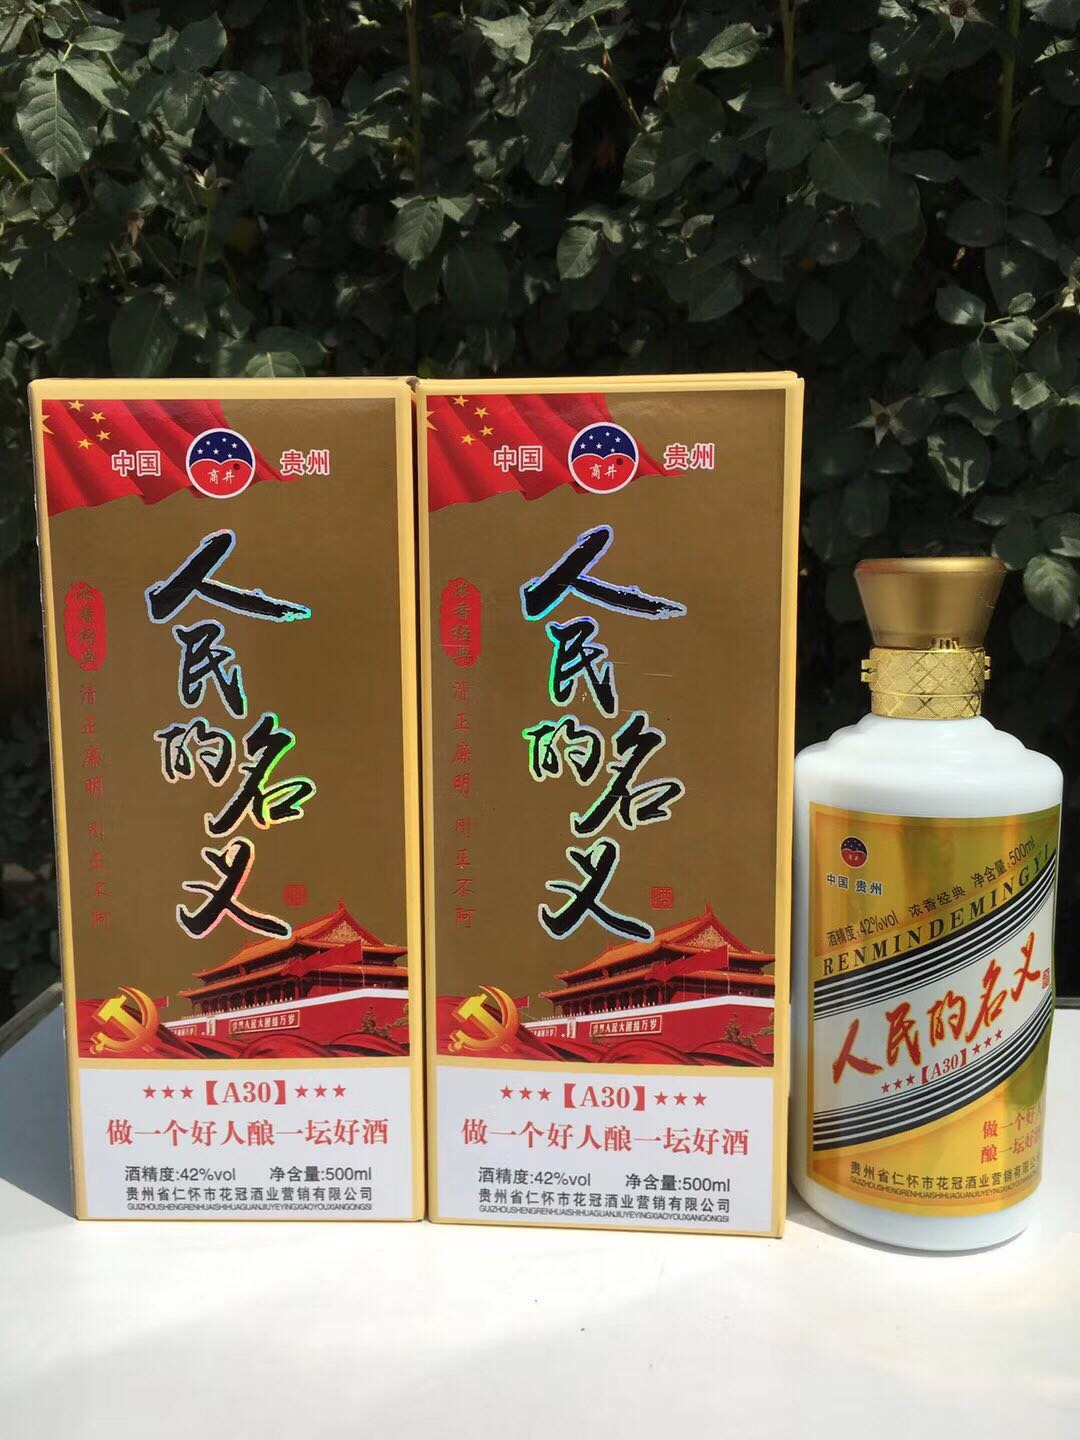 中国 商井® 贵州
人民的名义
浓香经典
清正廉明 刚正不阿
★★★【A30】★★★
做一个好人酿一坛好酒
酒精度:42%vol 净含量:500ml
贵州省仁怀市花冠酒业营销有限公司
GUIZHOUSHENGRENHUAISHIHUAGUANJIUYEYINGXIAOYOUXIANGONGSI
中国 商井® 贵州
人民的名义
浓香经典
清正廉明 刚正不阿
★★★【A30】★★★
做一个好人酿一坛好酒
酒精度:42%vol 净含量:500ml
贵州省仁怀市花冠酒业营销有限公司
GUIZHOUSHENGRENHUAISHIHUAGUANJIUYEYINGXIAOYOUXIANGONGSI
商井
中国 贵州
酒精度:42%vol 浓香经典 净含量:500ml
RENMINDEMINGYI
人民的名义
★★★【A30】★★★
做一个好人
酿一坛好酒
贵州省仁怀市花冠酒业营销有限公司